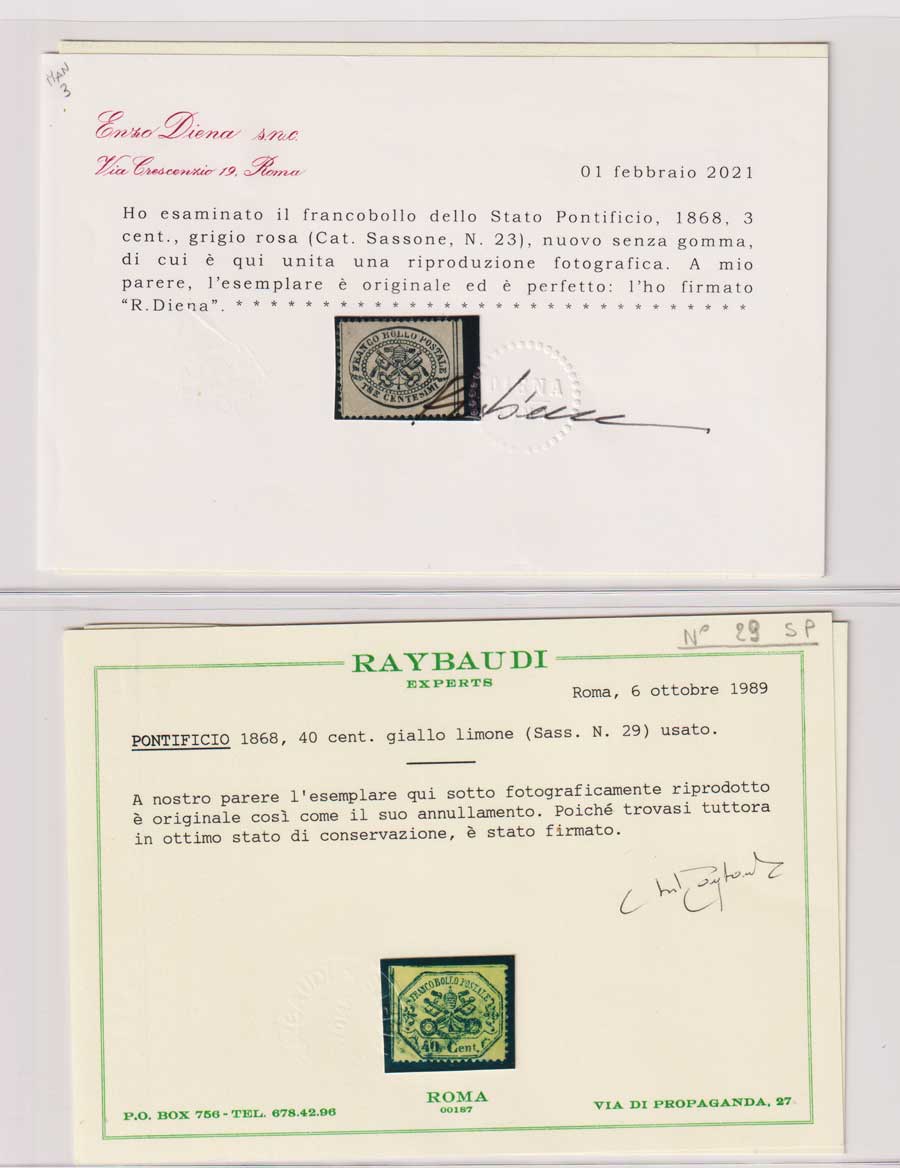 MAN
3
Enzo Diena s.n.c.
Via Crescenzio 19, Roma
01 febbraio 2021
Ho esaminato il francobollo dello Stato Pontificio, 1868, 3
cent., grigio rosa (Cat. Sassone, N. 23), nuovo senza gomma,
di cui è qui unita una riproduzione fotografica. A mio
parere, l'esemplare è originale ed è perfetto: l'ho firmato
"R.Diena". * * * * * * * * * * * * * * * * * * * * * * * * * * * * *
FRANCO BOLLO POSTALE
TRE CENTESIMI
DIENA
N° 29 SP
RAYBAUDI
EXPERTS
Roma, 6 ottobre 1989
PONTIFICIO 1868, 40 cent. giallo limone (Sass. N. 29) usato.
A nostro parere l'esemplare qui sotto fotograficamente riprodotto
è originale così come il suo annullamento. Poiché trovasi tuttora
in ottimo stato di conservazione, è stato firmato.
RAYBAUDI
FRANCO BOLLO POSTALE
40 Cent.
P.O. BOX 756 - TEL. 678.42.96
ROMA
00187
VIA DI PROPAGANDA, 27